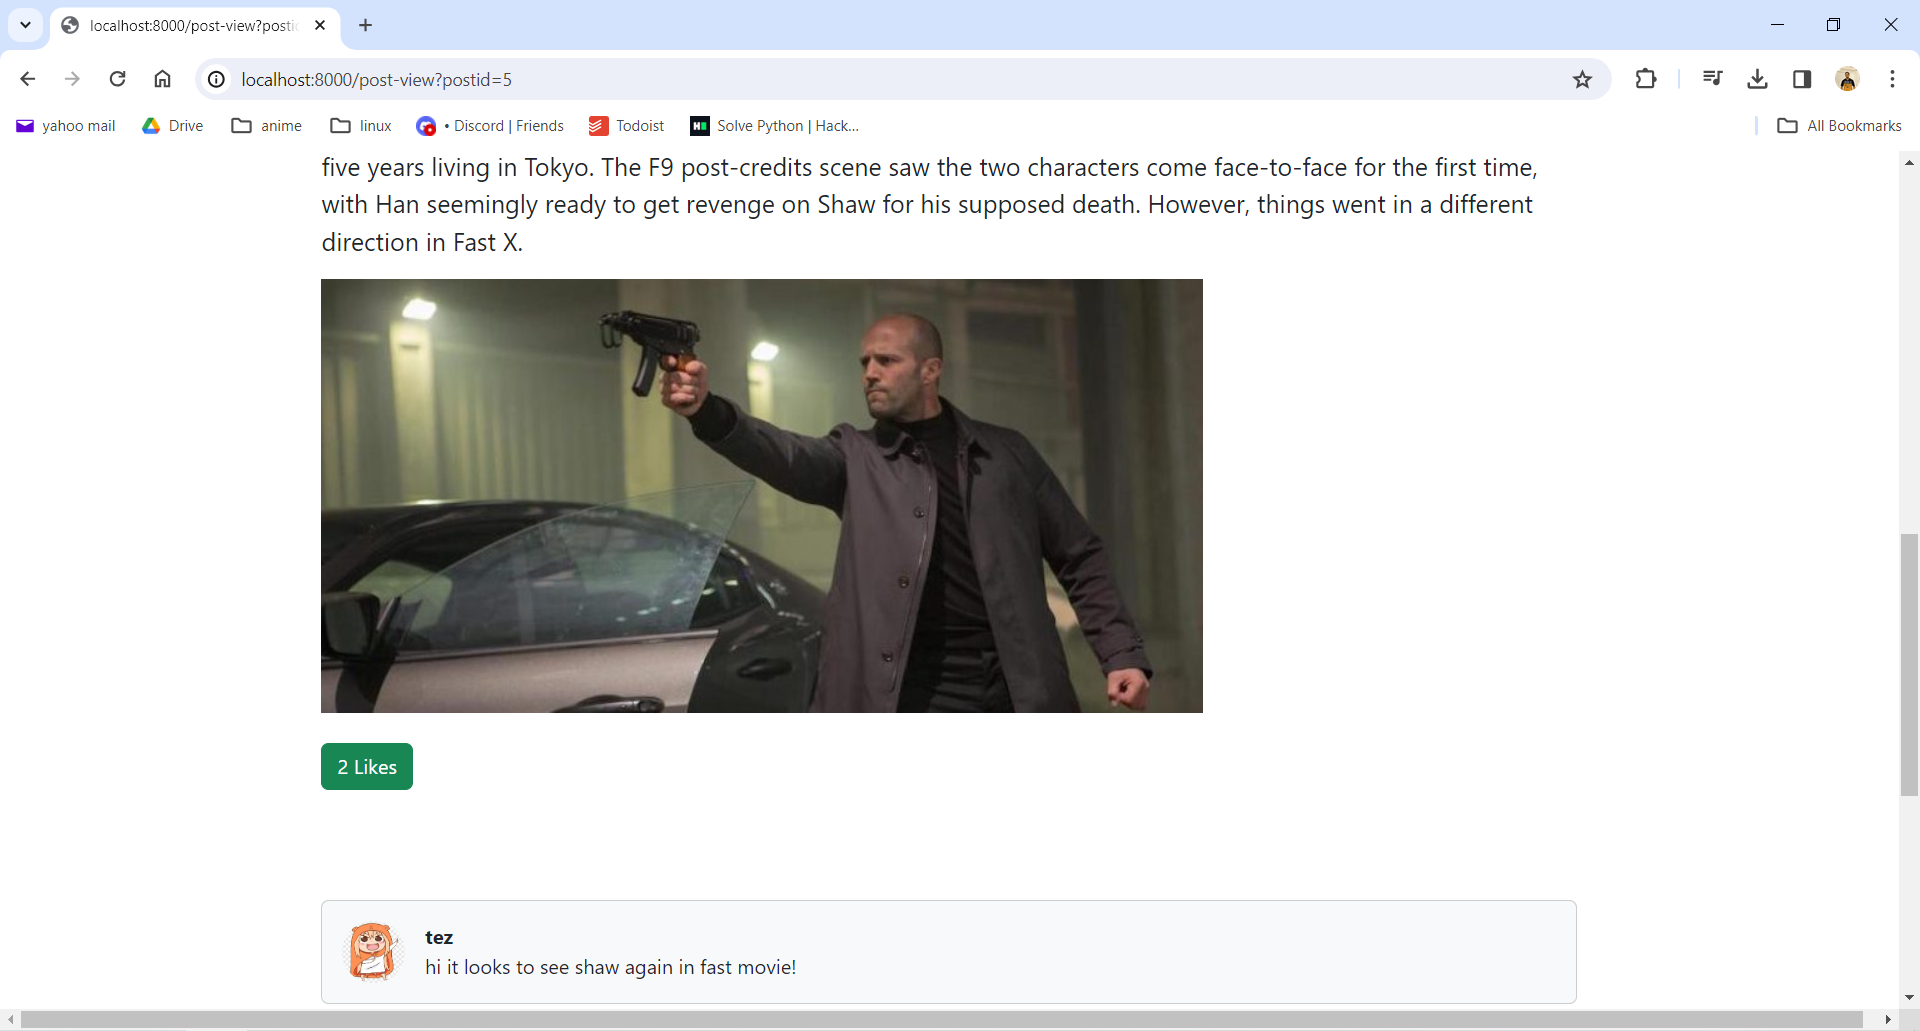 localhost:8000/post-view?posti
localhost:8000/post-view?postid=5
yahoo mail
Drive
anime
linux
• Discord | Friends
Todoist
Solve Python | Hack...
All Bookmarks
five years living in Tokyo. The F9 post-credits scene saw the two characters come face-to-face for the first time,
with Han seemingly ready to get revenge on Shaw for his supposed death. However, things went in a different
direction in Fast X.
2 Likes
tez
hi it looks to see shaw again in fast movie!